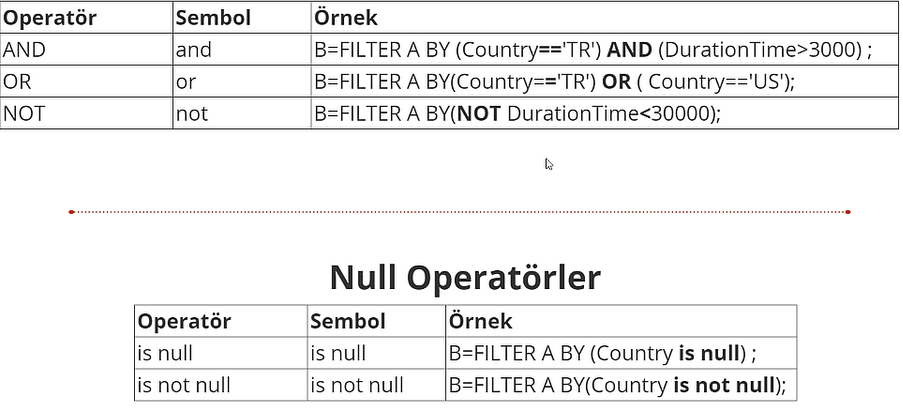 Operatör Sembol Örnek
AND and B=FILTER A BY (Country=='TR') AND (DurationTime>3000) ;
OR or B=FILTER A BY(Country=='TR') OR ( Country=='US');
NOT not B=FILTER A BY(NOT DurationTime<30000);
Null Operatörler
Operatör Sembol Örnek
is null is null B=FILTER A BY (Country is null) ;
is not null is not null B=FILTER A BY(Country is not null);